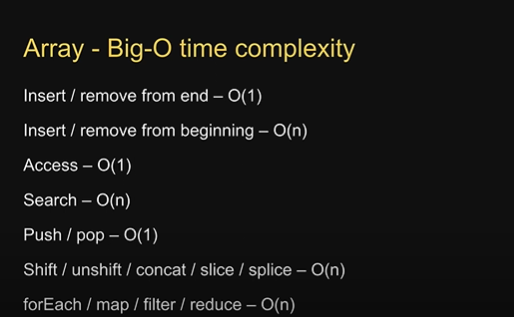 Array - Big-O time complexity
Insert / remove from end – O(1)
Insert / remove from beginning – O(n)
Access – O(1)
Search – O(n)
Push / pop – O(1)
Shift / unshift / concat / slice / splice – O(n)
forEach / map / filter / reduce – O(n)